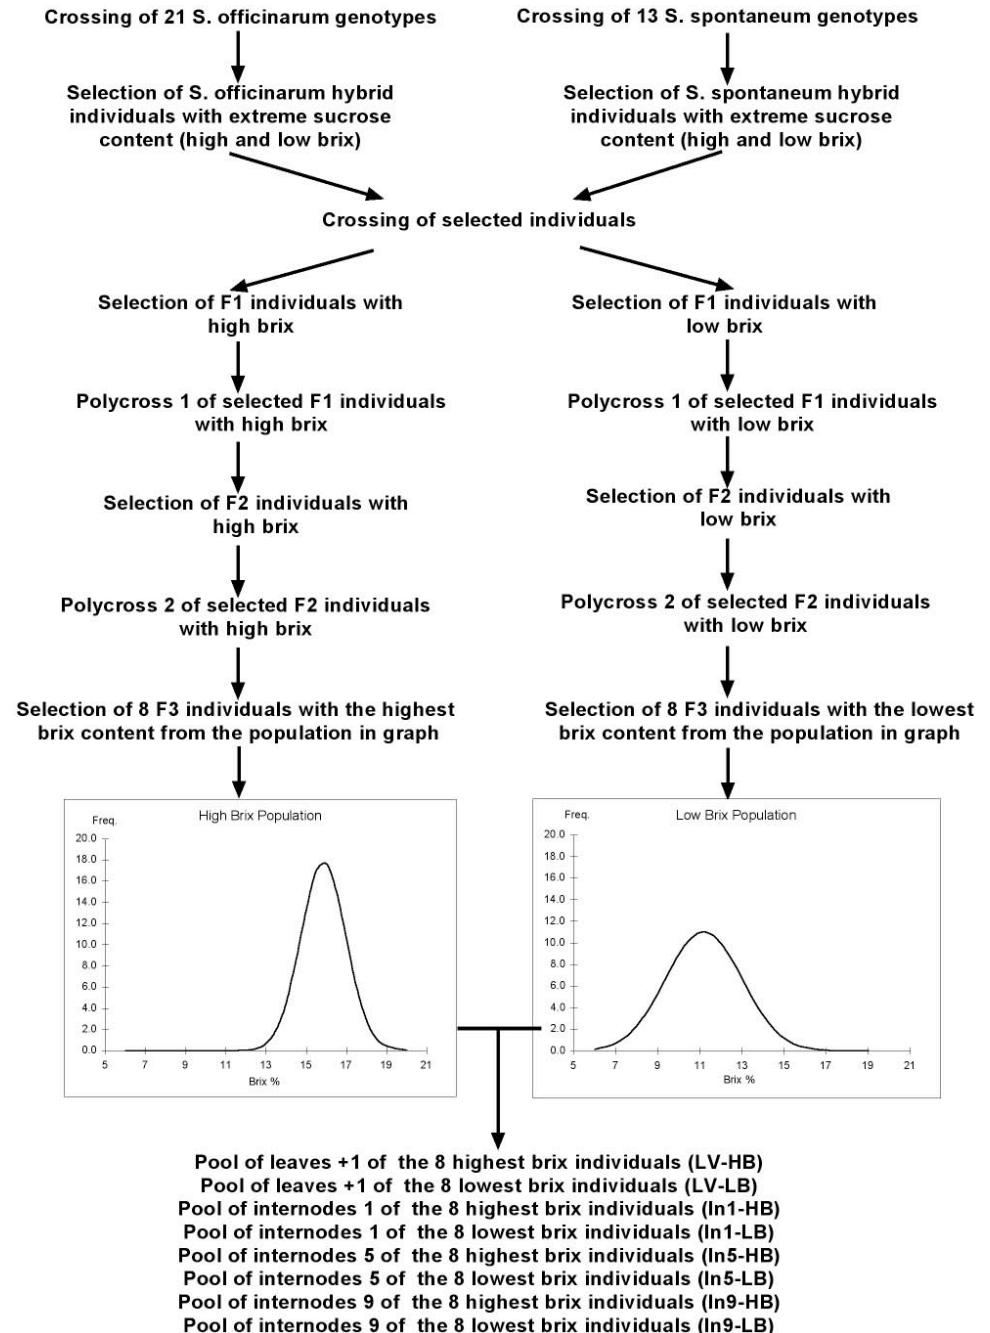 Crossing of 21 S. officinarum genotypes
Crossing of 13 S. spontaneum genotypes
Selection of S. officinarum hybrid
individuals with extreme sucrose
content (high and low brix)
Selection of S. spontaneum hybrid
individuals with extreme sucrose
content (high and low brix)
Crossing of selected individuals
Selection of F1 individuals with
high brix
Selection of F1 individuals with
low brix
Polycross 1 of selected F1 individuals
with high brix
Polycross 1 of selected F1 individuals
with low brix
Selection of F2 individuals with
high brix
Selection of F2 individuals with
low brix
Polycross 2 of selected F2 individuals
with high brix
Polycross 2 of selected F2 individuals
with low brix
Selection of 8 F3 individuals with the highest
brix content from the population in graph
Selection of 8 F3 individuals with the lowest
brix content from the population in graph
High Brix Population
Freq.
20.0
18.0
16.0
14.0
12.0
10.0
8.0
6.0
4.0
2.0
0.0
5 7 9 11 13 15 17 19 21
Brix %
Low Brix Population
Freq.
20.0
18.0
16.0
14.0
12.0
10.0
8.0
6.0
4.0
2.0
0.0
5 7 9 11 13 15 17 19 21
Brix %
Pool of leaves +1 of the 8 highest brix individuals (LV-HB)
Pool of leaves +1 of the 8 lowest brix individuals (LV-LB)
Pool of internodes 1 of the 8 highest brix individuals (In1-HB)
Pool of internodes 1 of the 8 lowest brix individuals (In1-LB)
Pool of internodes 5 of the 8 highest brix individuals (In5-HB)
Pool of internodes 5 of the 8 lowest brix individuals (In5-LB)
Pool of internodes 9 of the 8 highest brix individuals (In9-HB)
Pool of internodes 9 of the 8 lowest brix individuals (In9-LB)